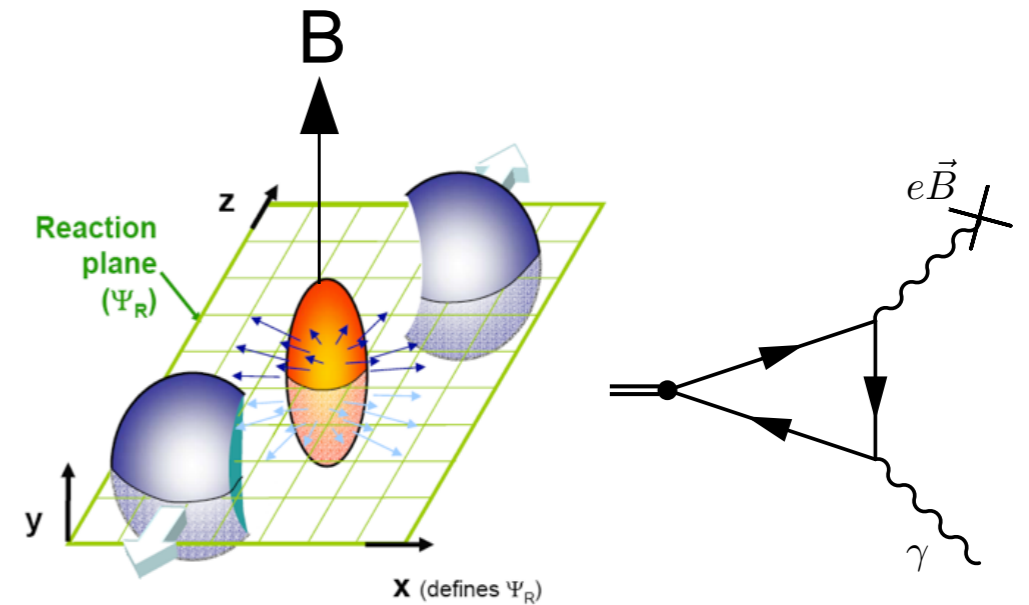 B
z
Reaction
plane
(Ψ_R)
y
x (defines Ψ_R)
eB⃗
γ